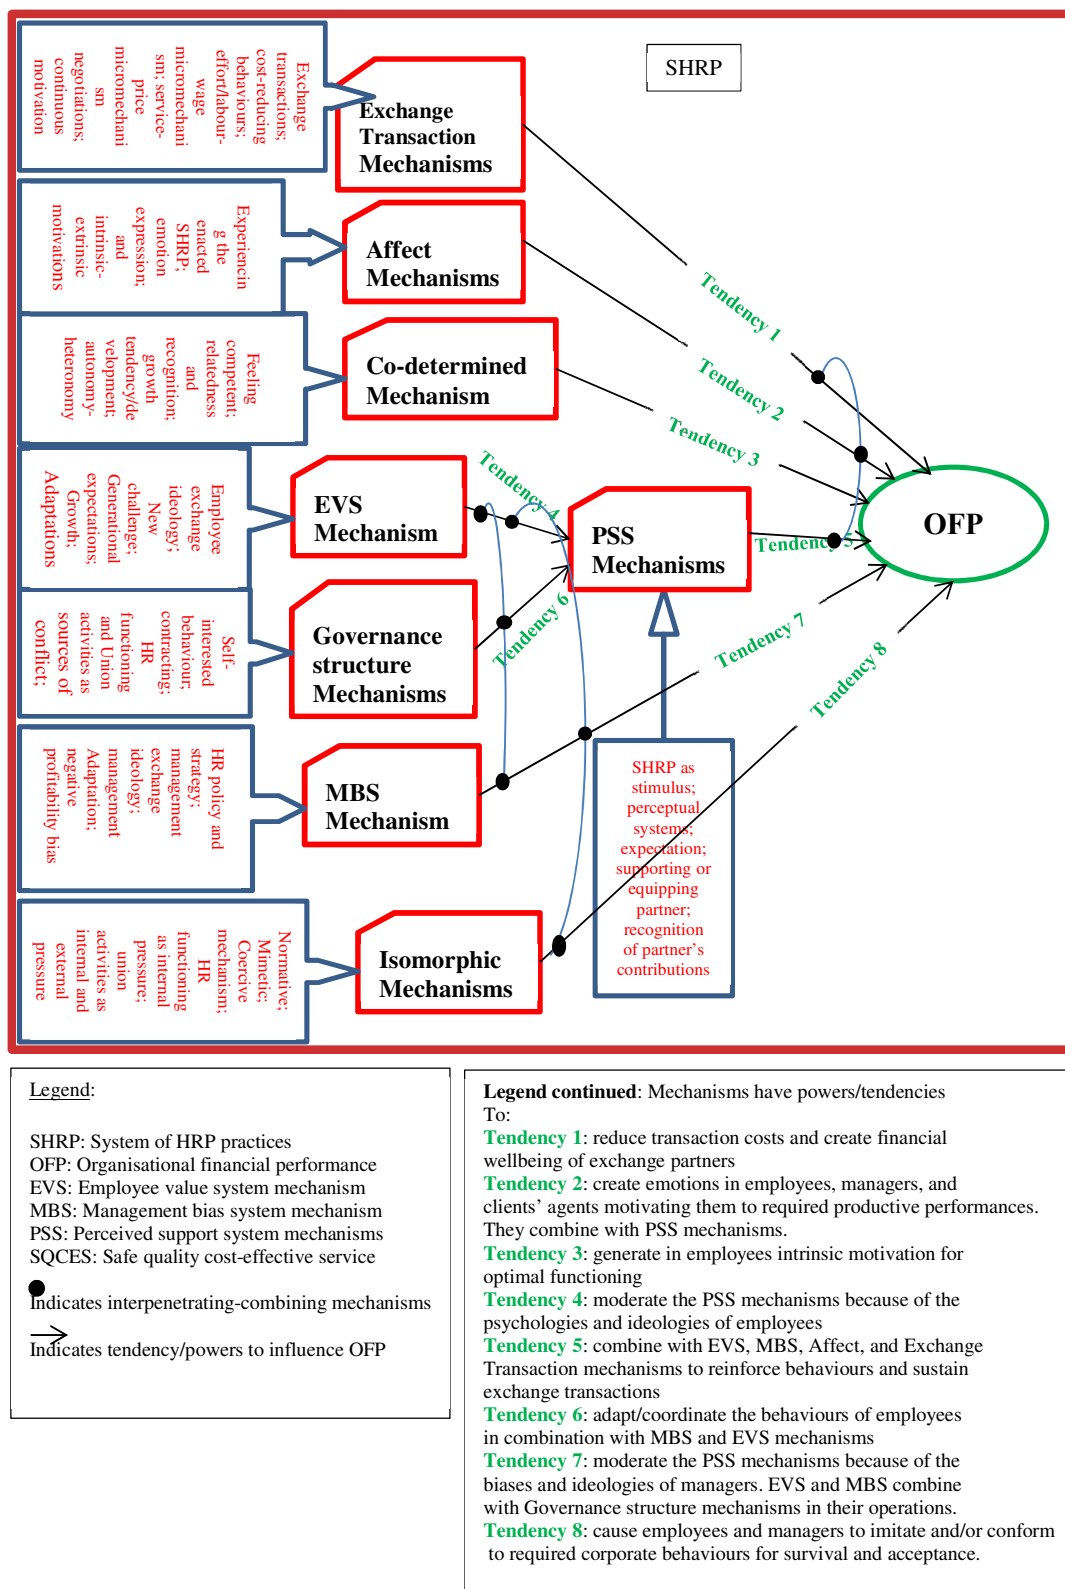 SHRP
Exchange
transactions;
cost-reducing
behaviours;
effort/labour-
wage
micromechani
sm; service-
price
micromechani
sm
negotiations;
continuous
motivation
Exchange
Transaction
Mechanisms
Tendency 1
Experiencin
g the
enacted
SHRP;
emotion
expression;
and
intrinsic-
extrinsic
motivations
Affect
Mechanisms
Tendency 2
Feeling
competent;
relatedness
and
recognition;
growth
tendency/de
velopment;
autonomy-
heteronomy
Co-determined
Mechanism
Tendency 3
Employee
exchange
ideology;
New
challenge;
Generational
expectations;
Growth;
Adaptations
EVS
Mechanism
Tendency 4
PSS
Mechanisms
Tendency 5
OFP
Self-
interested
behaviour;
contracting;
HR
functioning
and Union
activities as
sources of
conflict;
Governance
structure
Mechanisms
Tendency 6
HR policy and
strategy;
management
exchange
ideology;
management
Adaptation;
negative
profitability bias
MBS
Mechanism
Tendency 7
SHRP as
stimulus;
perceptual
systems;
expectation;
supporting or
equipping
partner;
recognition
of partner’s
contributions
Normative;
Mimetic;
Coercive
mechanism;
HR
functioning
as internal
pressure;
union
activities as
internal and
external
pressure
Isomorphic
Mechanisms
Tendency 8
Legend:
SHRP: System of HRP practices
OFP: Organisational financial performance
EVS: Employee value system mechanism
MBS: Management bias system mechanism
PSS: Perceived support system mechanisms
SQCES: Safe quality cost-effective service
Indicates interpenetrating-combining mechanisms
Indicates tendency/powers to influence OFP
Legend continued: Mechanisms have powers/tendencies
To:
Tendency 1: reduce transaction costs and create financial
wellbeing of exchange partners
Tendency 2: create emotions in employees, managers, and
clients’ agents motivating them to required productive performances.
They combine with PSS mechanisms.
Tendency 3: generate in employees intrinsic motivation for
optimal functioning
Tendency 4: moderate the PSS mechanisms because of the
psychologies and ideologies of employees
Tendency 5: combine with EVS, MBS, Affect, and Exchange
Transaction mechanisms to reinforce behaviours and sustain
exchange transactions
Tendency 6: adapt/coordinate the behaviours of employees
in combination with MBS and EVS mechanisms
Tendency 7: moderate the PSS mechanisms because of the
biases and ideologies of managers. EVS and MBS combine
with Governance structure mechanisms in their operations.
Tendency 8: cause employees and managers to imitate and/or conform
to required corporate behaviours for survival and acceptance.